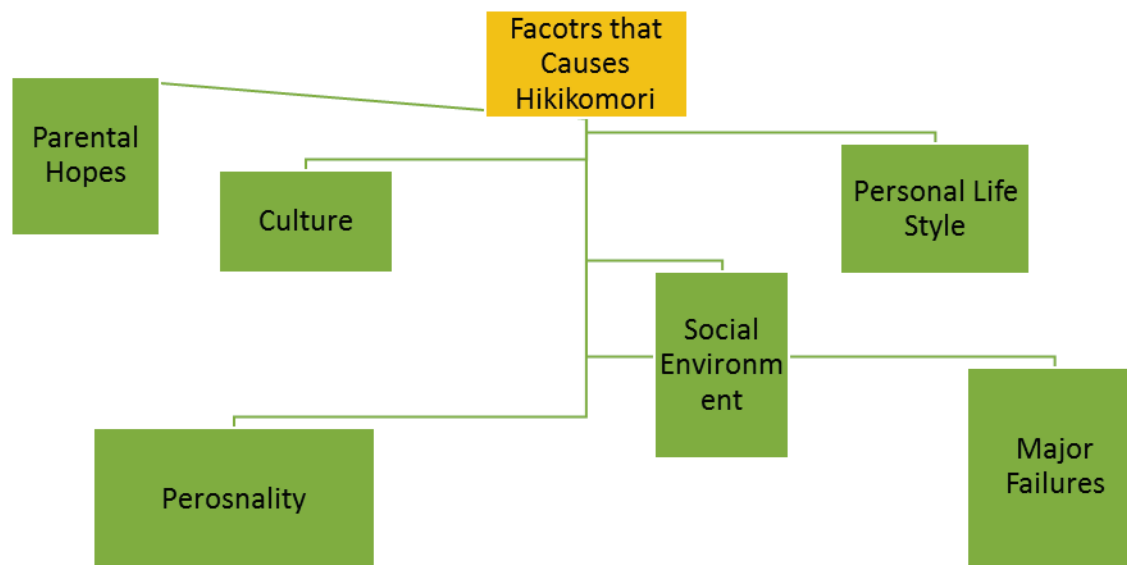 Facotrs that
Causes
Hikikomori
Parental
Hopes
Culture
Personal Life
Style
Social
Environm
ent
Perosnality
Major
Failures